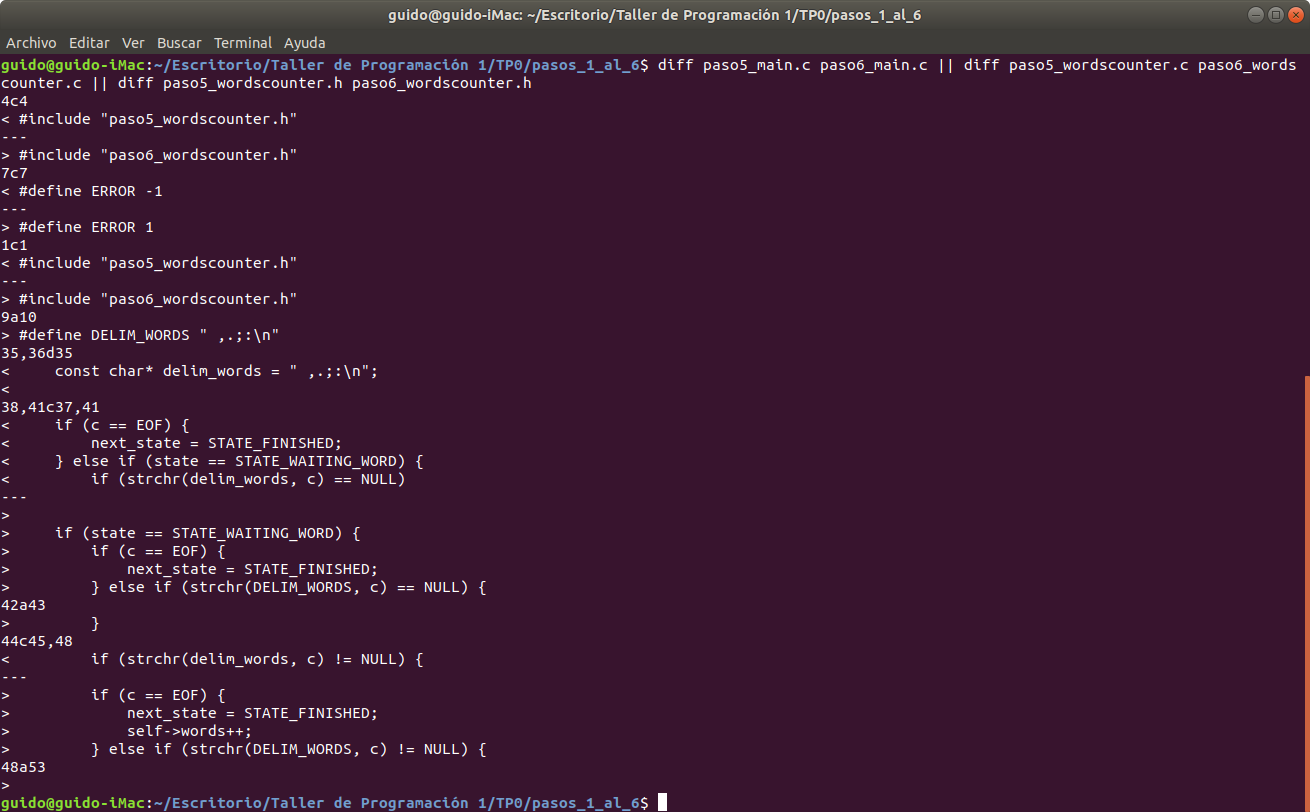 guido@guido-iMac: ~/Escritorio/Taller de Programación 1/TP0/pasos_1_al_6
Archivo Editar Ver Buscar Terminal Ayuda
guido@guido-iMac:~/Escritorio/Taller de Programación 1/TP0/pasos_1_al_6$ diff paso5_main.c paso6_main.c || diff paso5_wordscounter.c paso6_words
counter.c || diff paso5_wordscounter.h paso6_wordscounter.h
4c4
< #include "paso5_wordscounter.h"
---
> #include "paso6_wordscounter.h"
7c7
< #define ERROR -1
---
> #define ERROR 1
1c1
< #include "paso5_wordscounter.h"
---
> #include "paso6_wordscounter.h"
9a10
> #define DELIM_WORDS " ,.;:\n"
35,36d35
<     const char* delim_words = " ,.;:\n";
<
38,41c37,41
<     if (c == EOF) {
<         next_state = STATE_FINISHED;
<     } else if (state == STATE_WAITING_WORD) {
<         if (strchr(delim_words, c) == NULL)
---
>
>     if (state == STATE_WAITING_WORD) {
>         if (c == EOF) {
>             next_state = STATE_FINISHED;
>         } else if (strchr(DELIM_WORDS, c) == NULL) {
42a43
>         }
44c45,48
<         if (strchr(delim_words, c) != NULL) {
---
>         if (c == EOF) {
>             next_state = STATE_FINISHED;
>             self->words++;
>         } else if (strchr(DELIM_WORDS, c) != NULL) {
48a53
>
guido@guido-iMac:~/Escritorio/Taller de Programación 1/TP0/pasos_1_al_6$